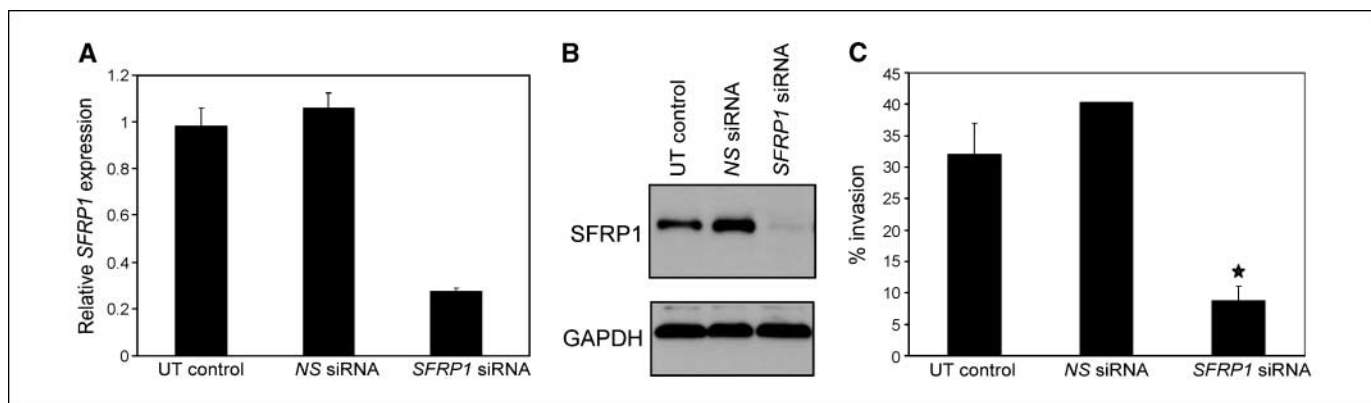 A
Relative SFRP1 expression
1.2
1
0.8
0.6
0.4
0.2
0
UT control
NS siRNA
SFRP1 siRNA
B
UT control
NS siRNA
SFRP1 siRNA
SFRP1
GAPDH
C
% invasion
45
40
35
30
25
20
15
10
5
0
UT control
NS siRNA
SFRP1 siRNA